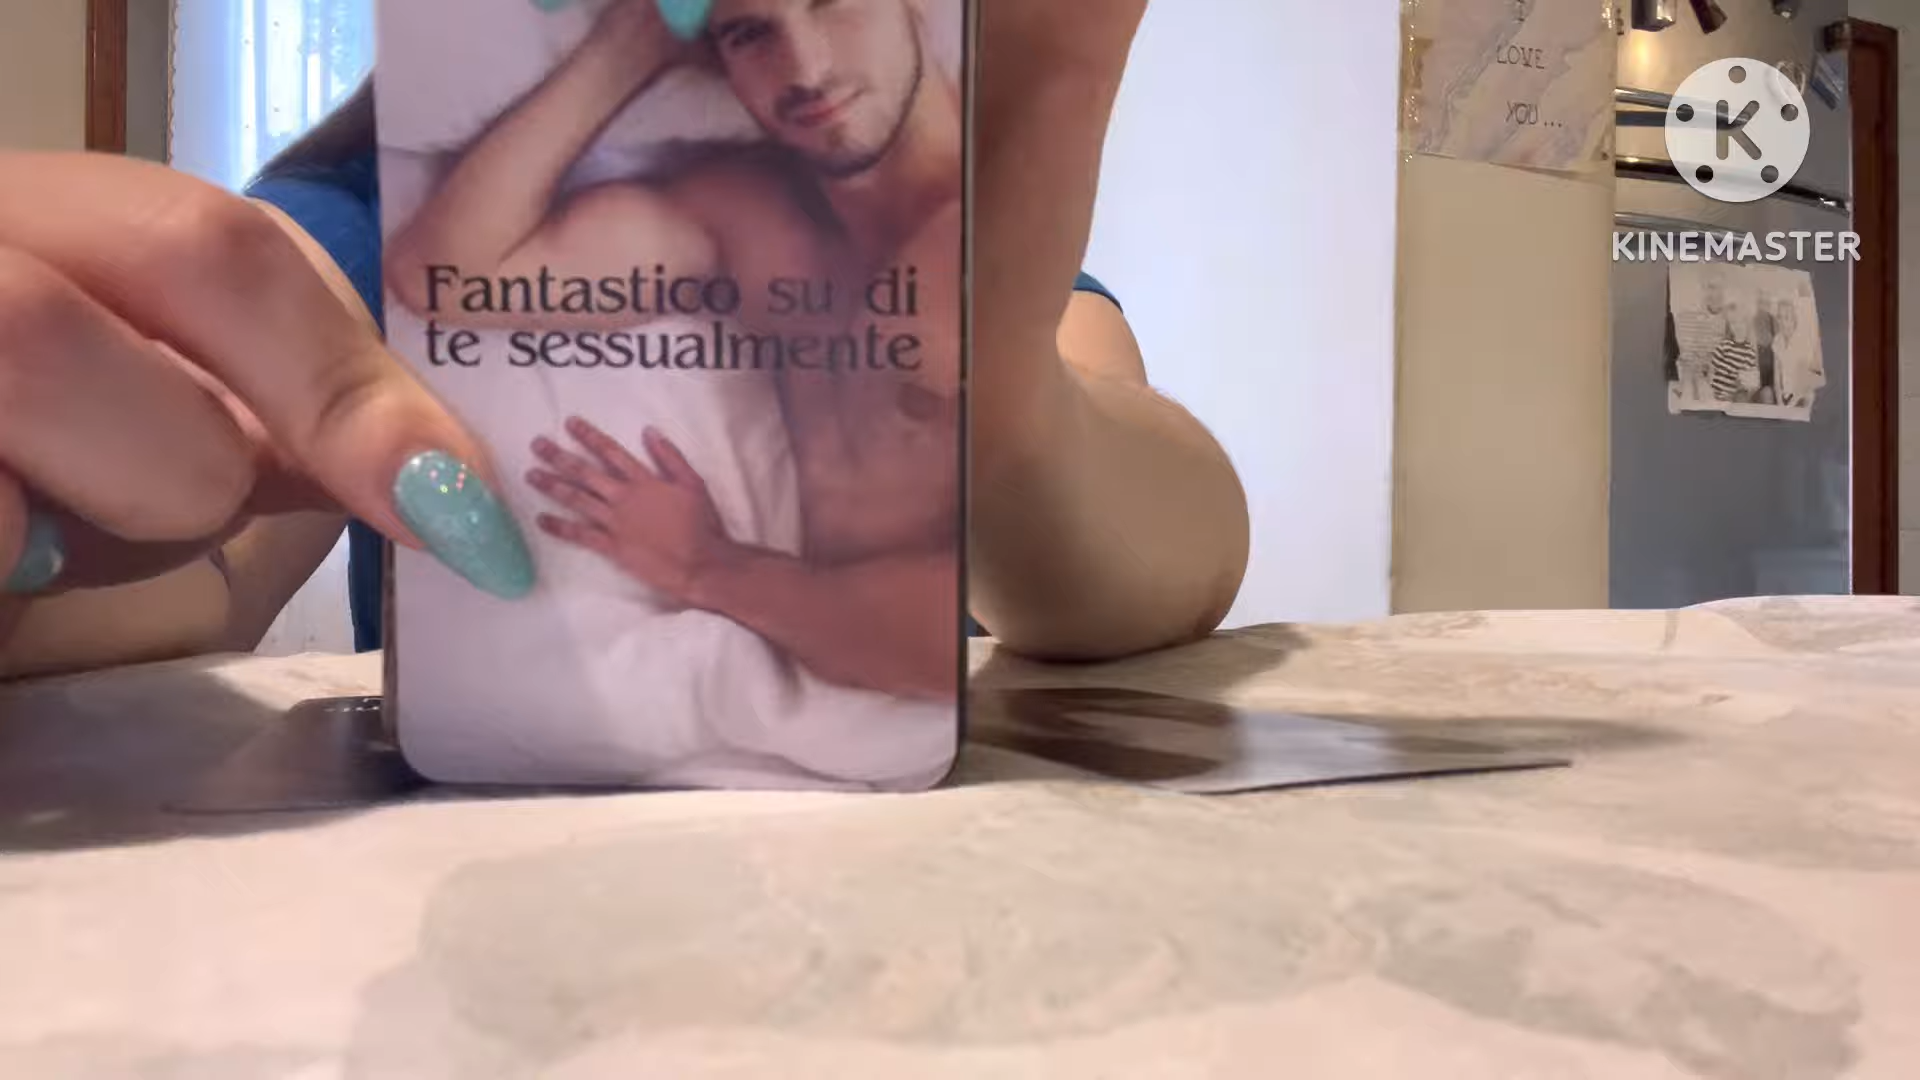 I
LOVE
YOU...
KINEMASTER
Fantastico su di
te sessualmente